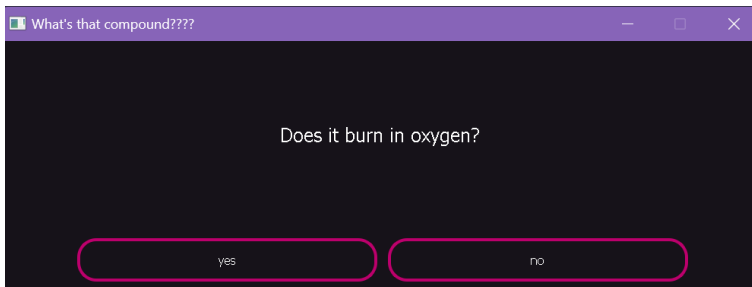 What's that compound????
Does it burn in oxygen?
yes
no